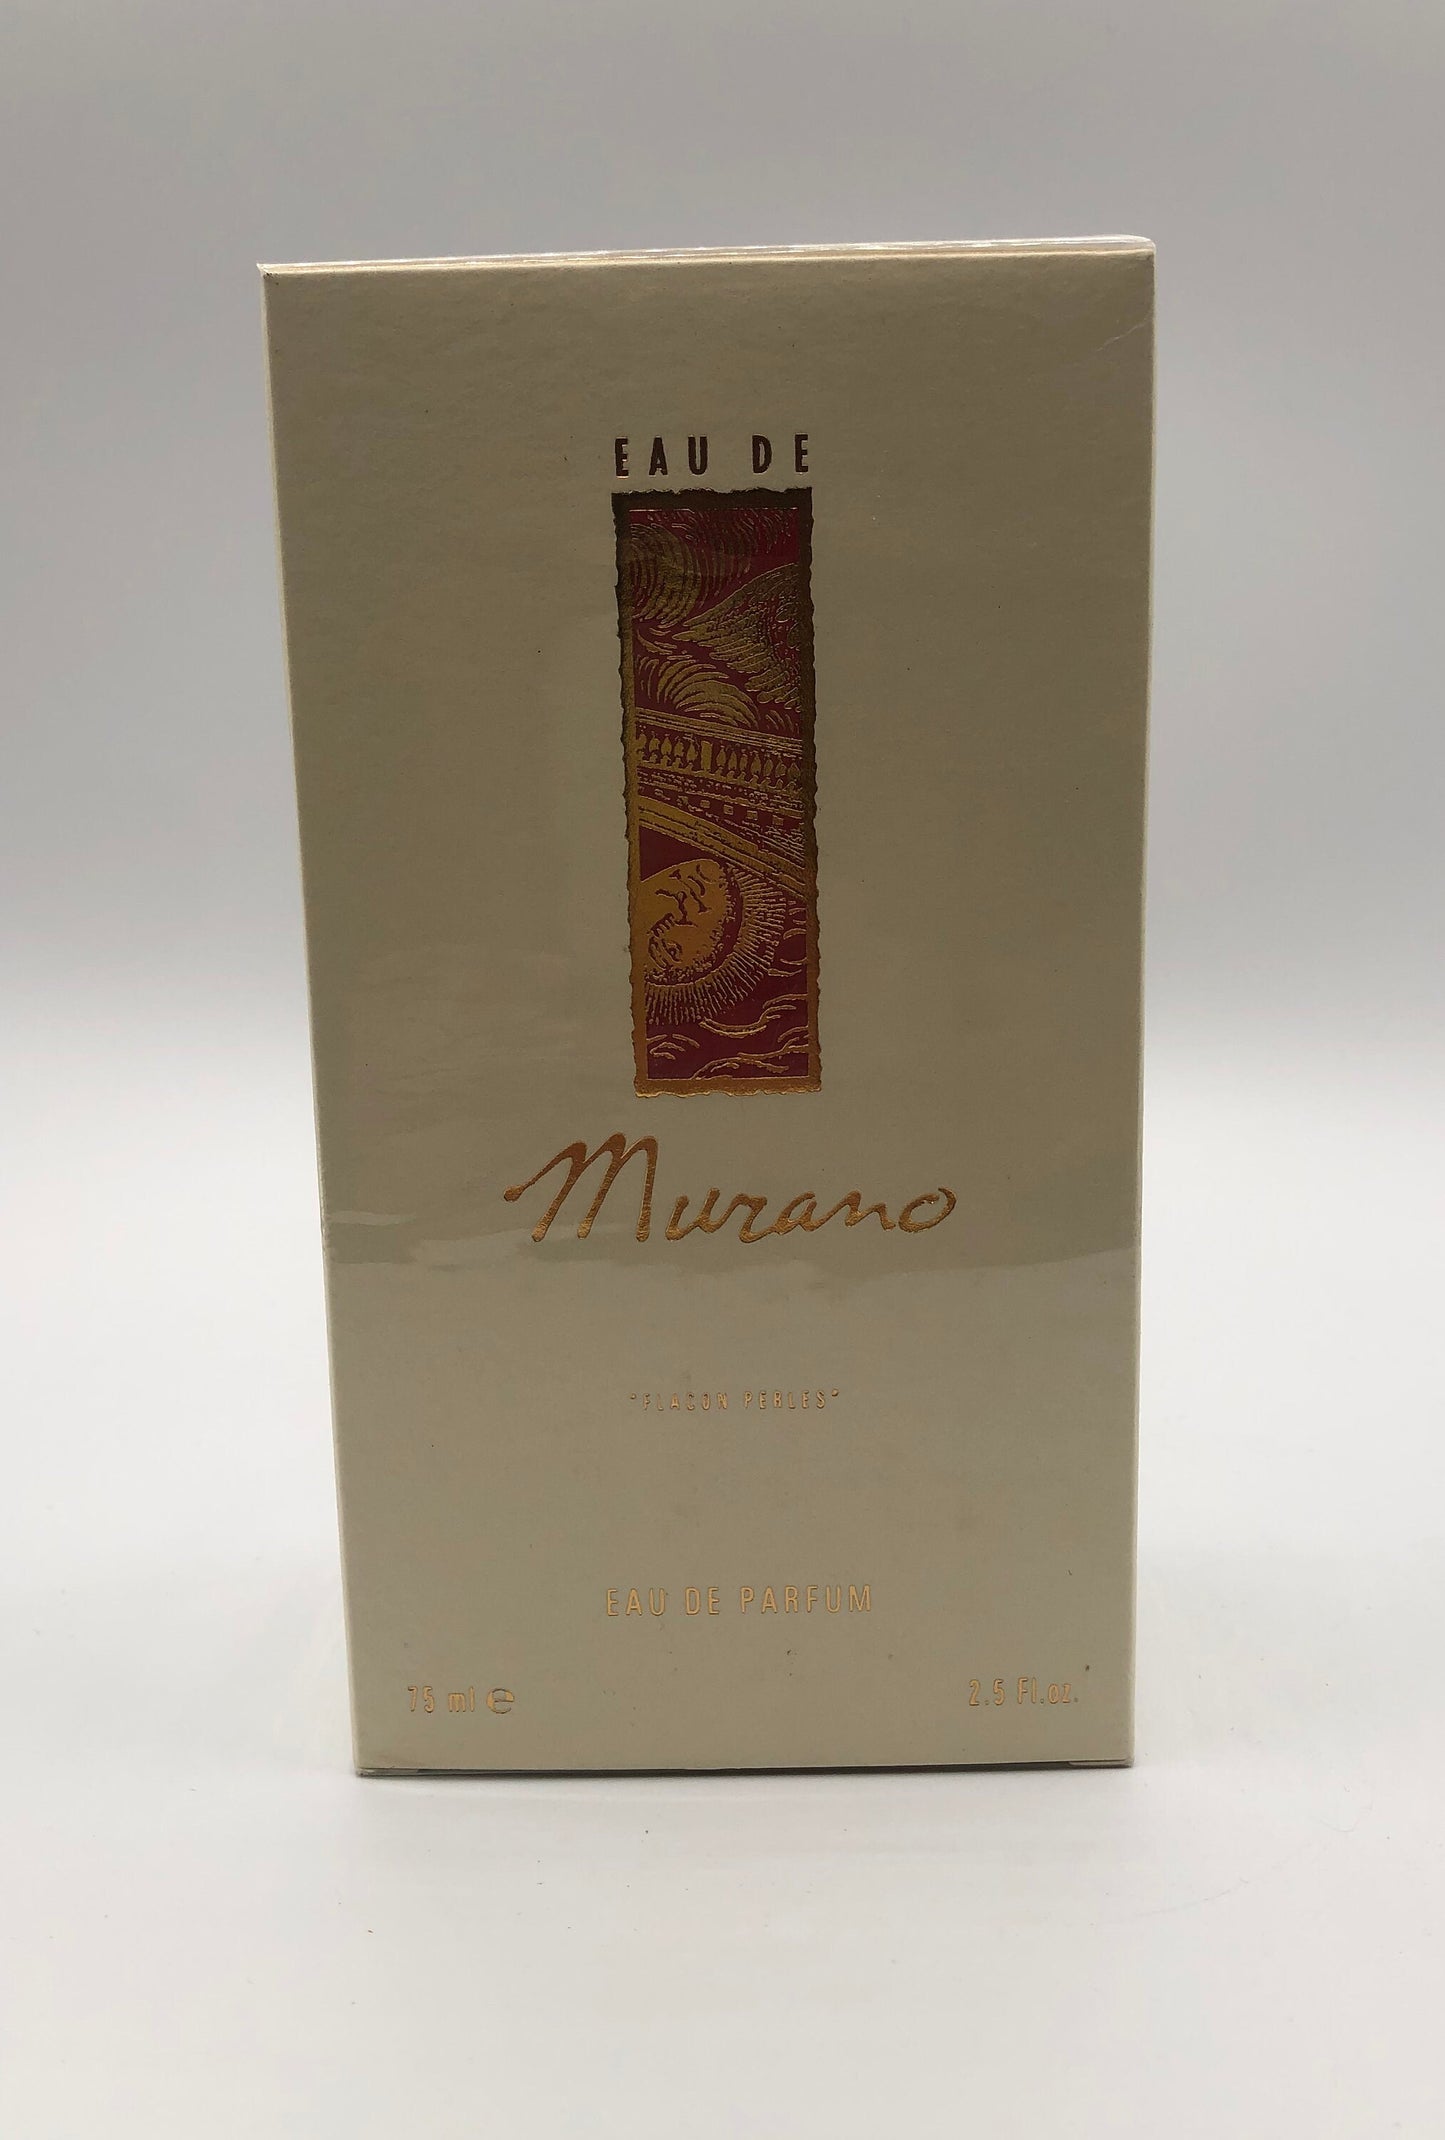 EAU DE
Murano
"FLACON PERLES"
EAU DE PARFUM
75 ml ℮
2.5 Fl.oz.